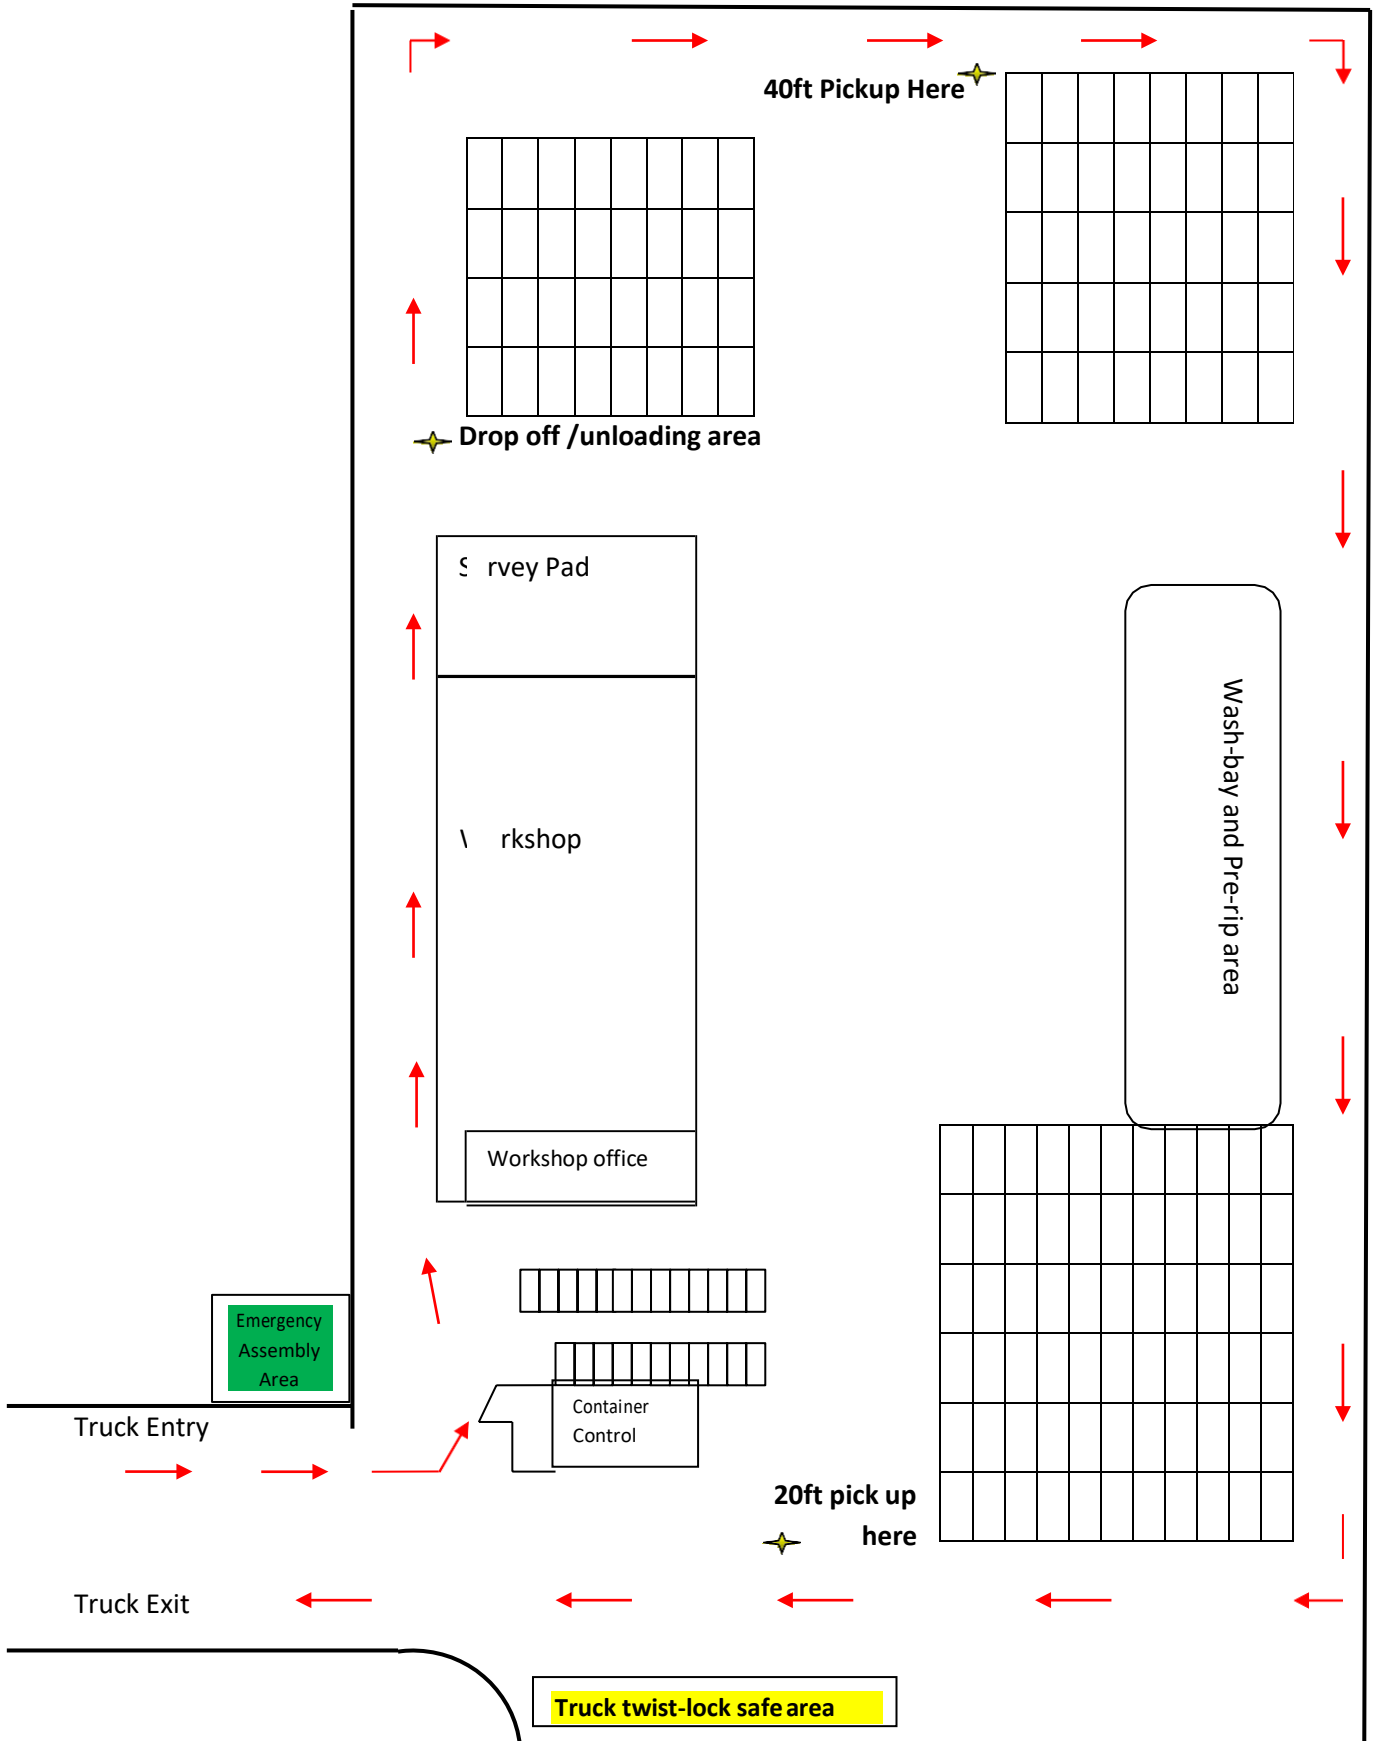 40ft Pickup Here
Drop off /unloading area
rvey Pad
rkshop
Wash-bay and Pre-rip area
Workshop office
Emergency
Assembly
Area
Container
Control
Truck Entry
20ft pick up
here
Truck Exit
Truck twist-lock safe area